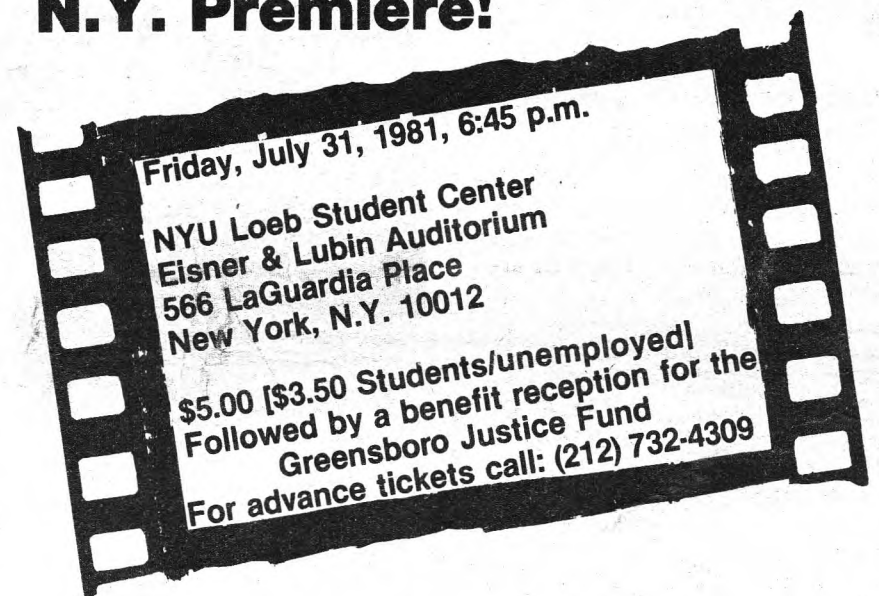 N.Y. Premiere!
Friday, July 31, 1981, 6:45 p.m.
NYU Loeb Student Center
Eisner & Lubin Auditorium
566 LaGuardia Place
New York, N.Y. 10012
$5.00 [$3.50 Students/unemployed]
Followed by a benefit reception for the
Greensboro Justice Fund
For advance tickets call: (212) 732-4309